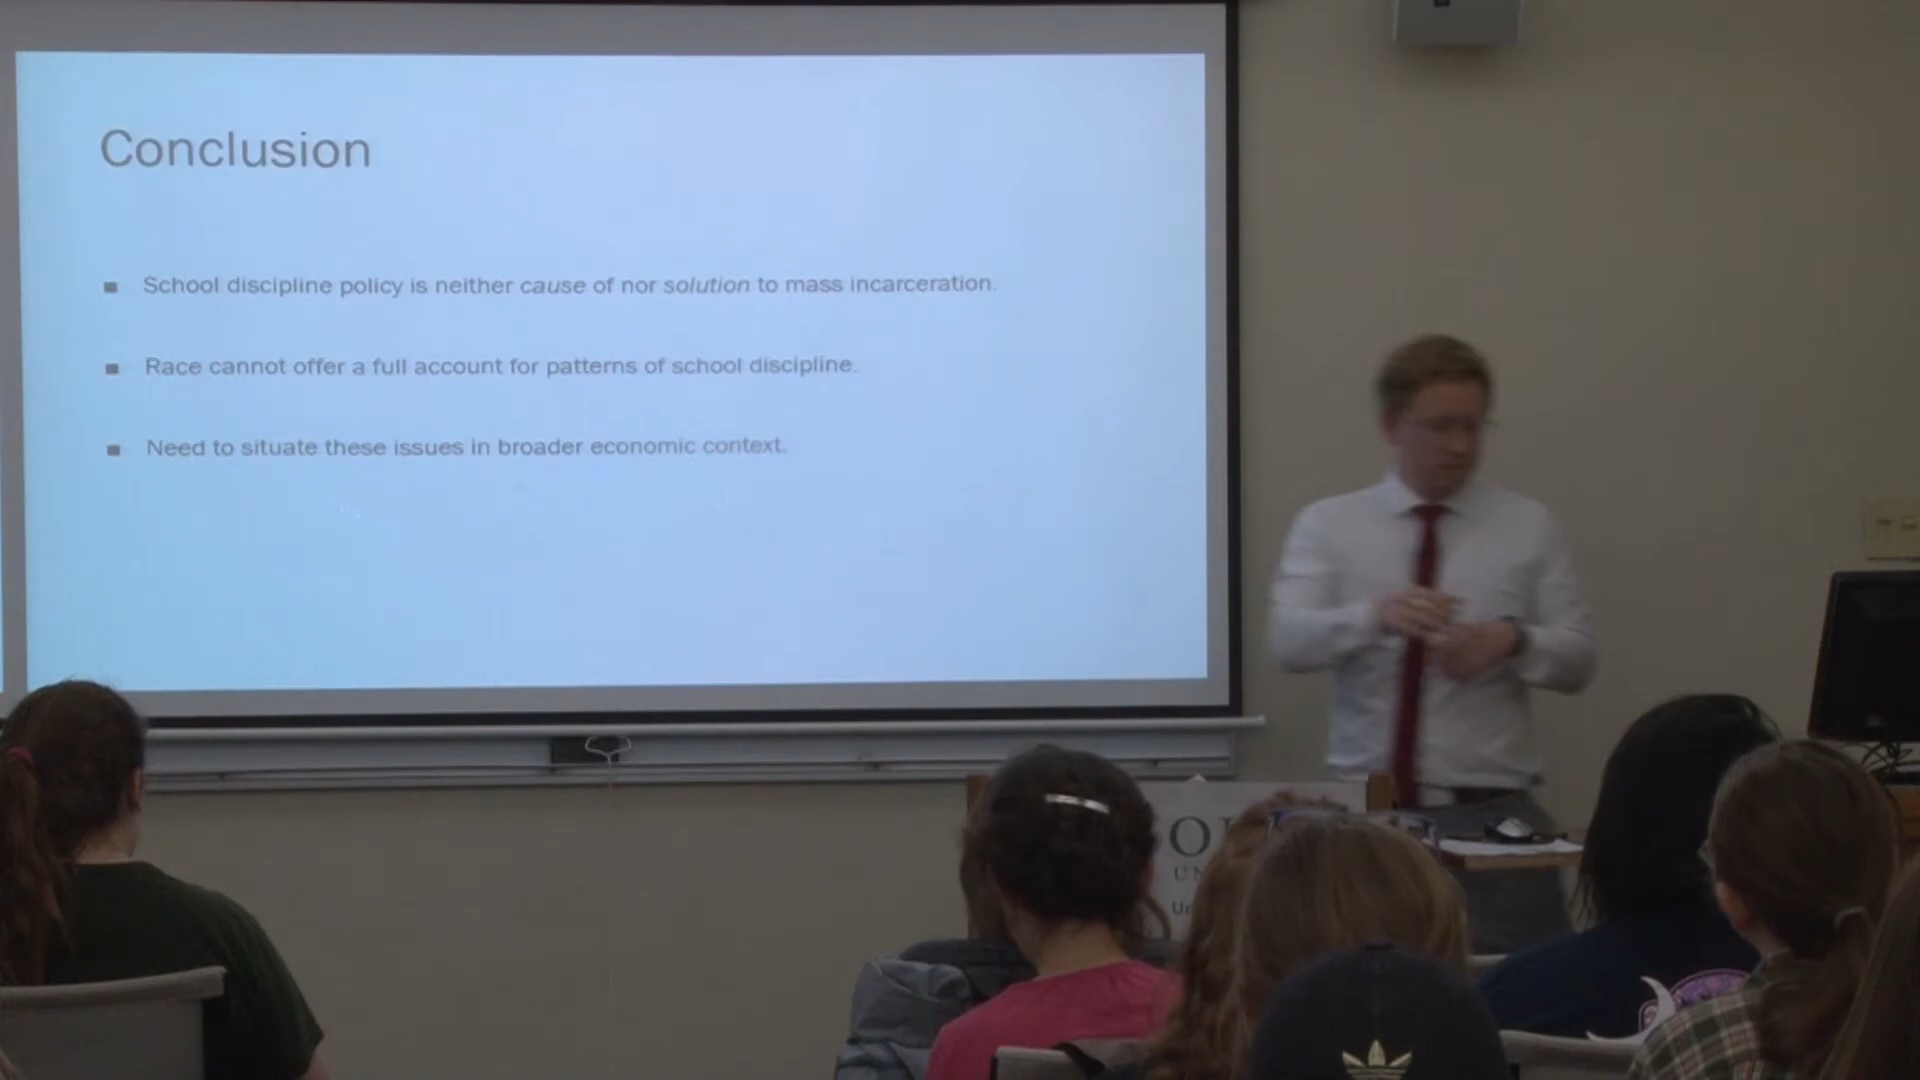 Conclusion
School discipline policy is neither cause of nor solution to mass incarceration.
Race cannot offer a full account for patterns of school discipline.
Need to situate these issues in broader economic context.